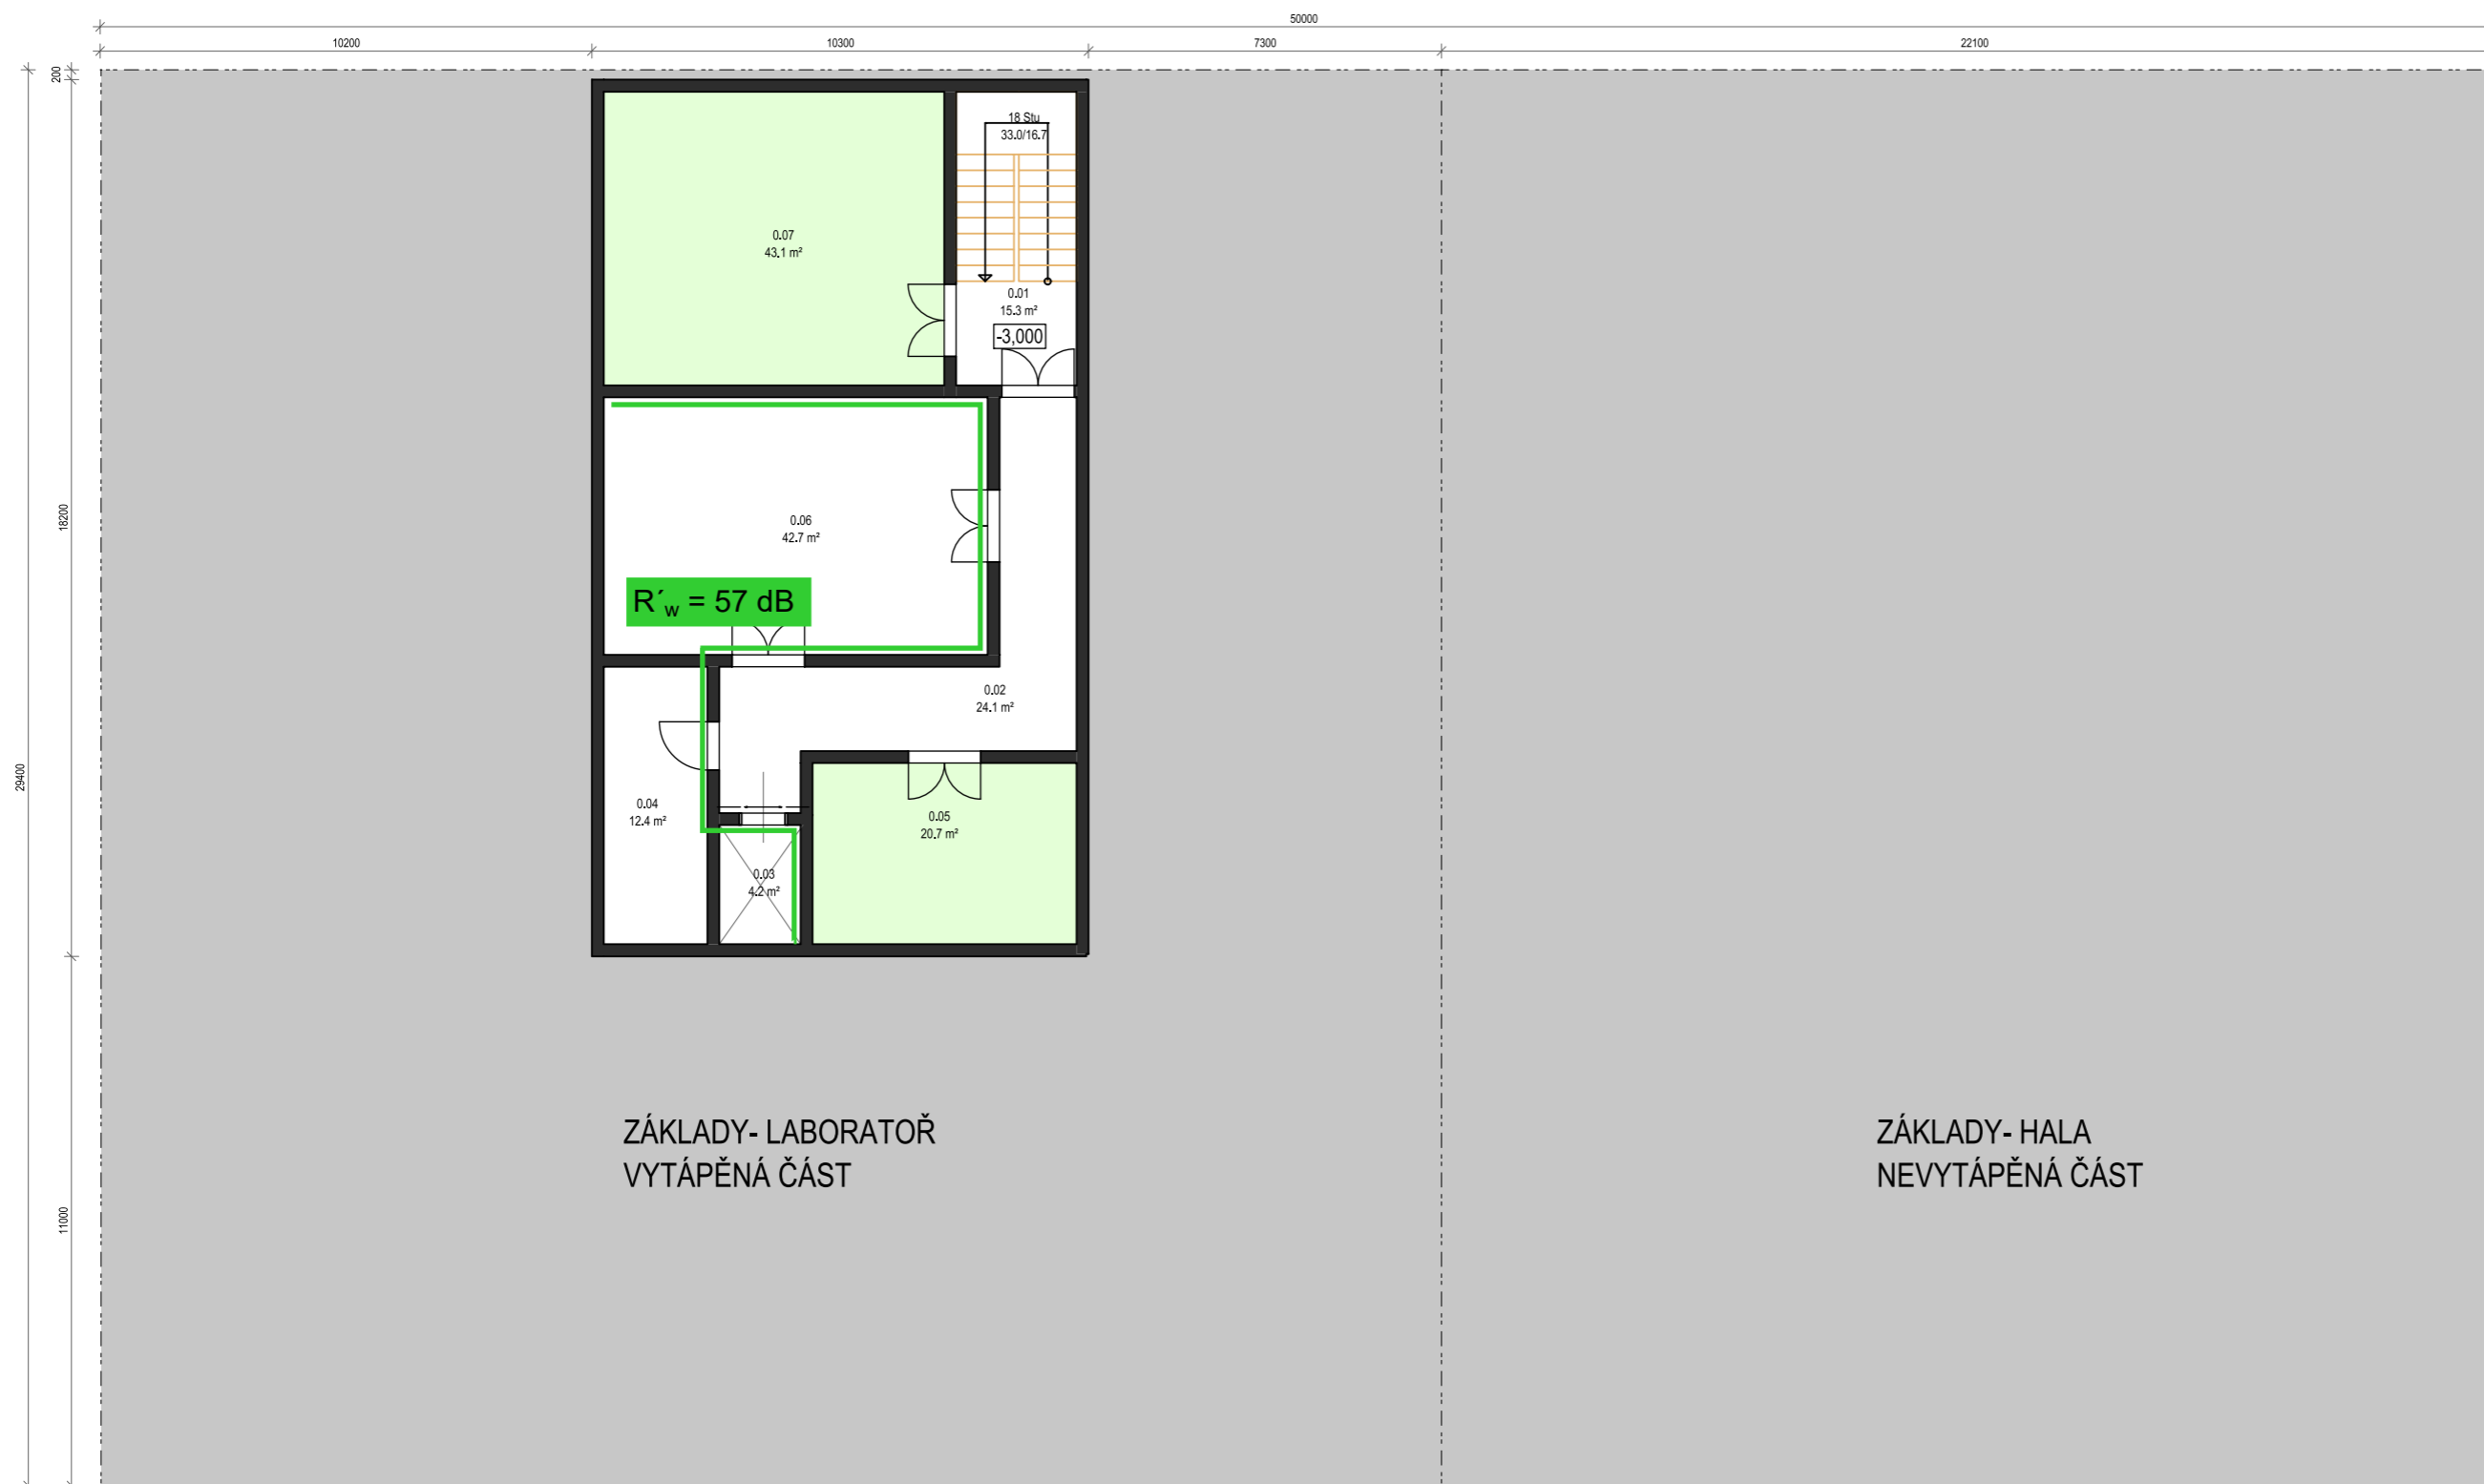 50000
10200
10300
7300
22100
200
18 Stu
33.0/16.7
0.07
43.1 m²
0.01
15.3 m²
-3,000
18200
0.06
42.7 m²
R´w = 57 dB
0.02
24.1 m²
29400
0.04
12.4 m²
0.05
20.7 m²
0.03
4.2 m²
ZÁKLADY- LABORATOŘ
VYTÁPĚNÁ ČÁST
ZÁKLADY- HALA
NEVYTÁPĚNÁ ČÁST
11000